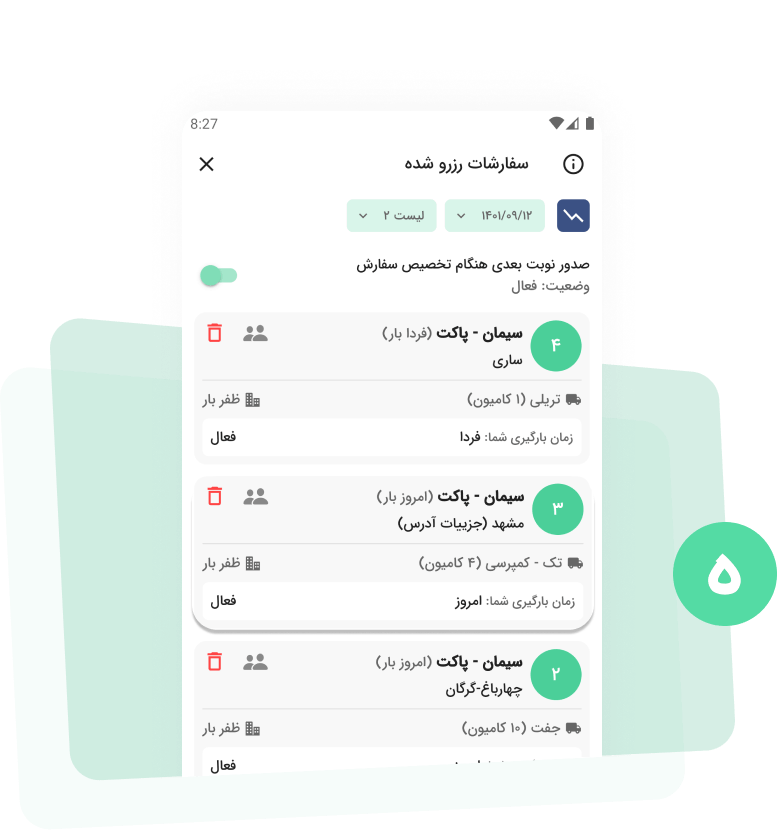 8:27
سفارشات رزرو شده
۱۴۰۱/۰۹/۱۲
لیست ۲
صدور نوبت بعدی هنگام تخصیص سفارش
وضعیت: فعال
۴
سیمان - پاکت (فردا بار)
ساری
تریلی (۱ کامیون)
ظفر بار
زمان بارگیری شما: فردا
فعال
۳
سیمان - پاکت (امروز بار)
مشهد (جزییات آدرس)
تک - کمپرسی (۴ کامیون)
ظفر بار
زمان بارگیری شما: امروز
فعال
۵
۲
سیمان - پاکت (امروز بار)
چهارباغ-گرگان
جفت (۱۰ کامیون)
ظفر بار
فعال